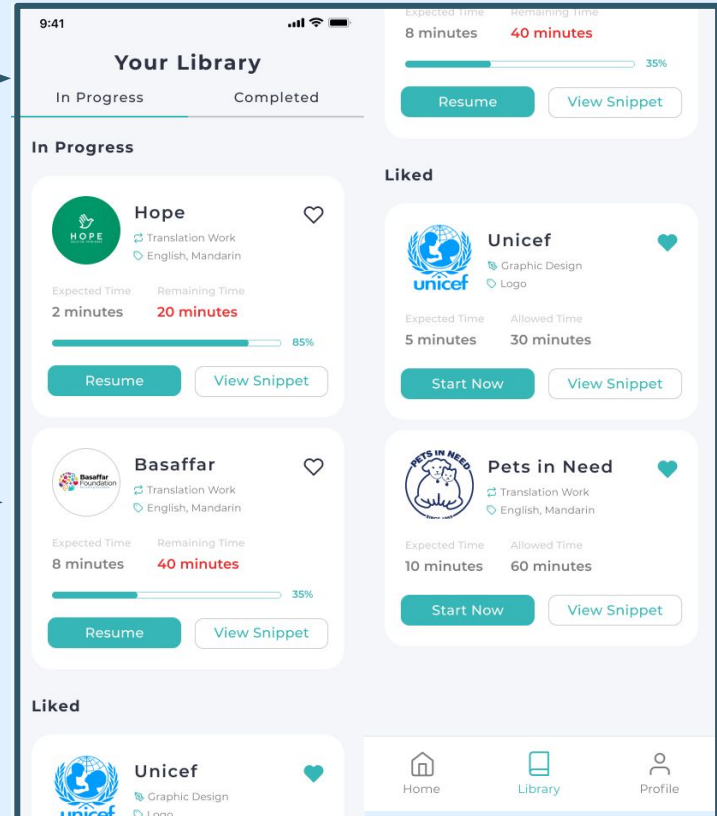 9:41
Your Library
In Progress Completed
In Progress
HOPE
Hope
Translation Work
English, Mandarin
Expected Time Remaining Time
2 minutes 20 minutes
85%
Resume View Snippet
Basaffar
Foundation
Basaffar
Translation Work
English, Mandarin
Expected Time Remaining Time
8 minutes 40 minutes
35%
Resume View Snippet
Liked
unicef
Unicef
Graphic Design
Logo
Expected Time Remaining Time
8 minutes 40 minutes
35%
Resume View Snippet
Liked
unicef
Unicef
Graphic Design
Logo
Expected Time Allowed Time
5 minutes 30 minutes
Start Now View Snippet
PETS IN NEED
Pets in Need
Translation Work
English, Mandarin
Expected Time Allowed Time
10 minutes 60 minutes
Start Now View Snippet
Home Library Profile